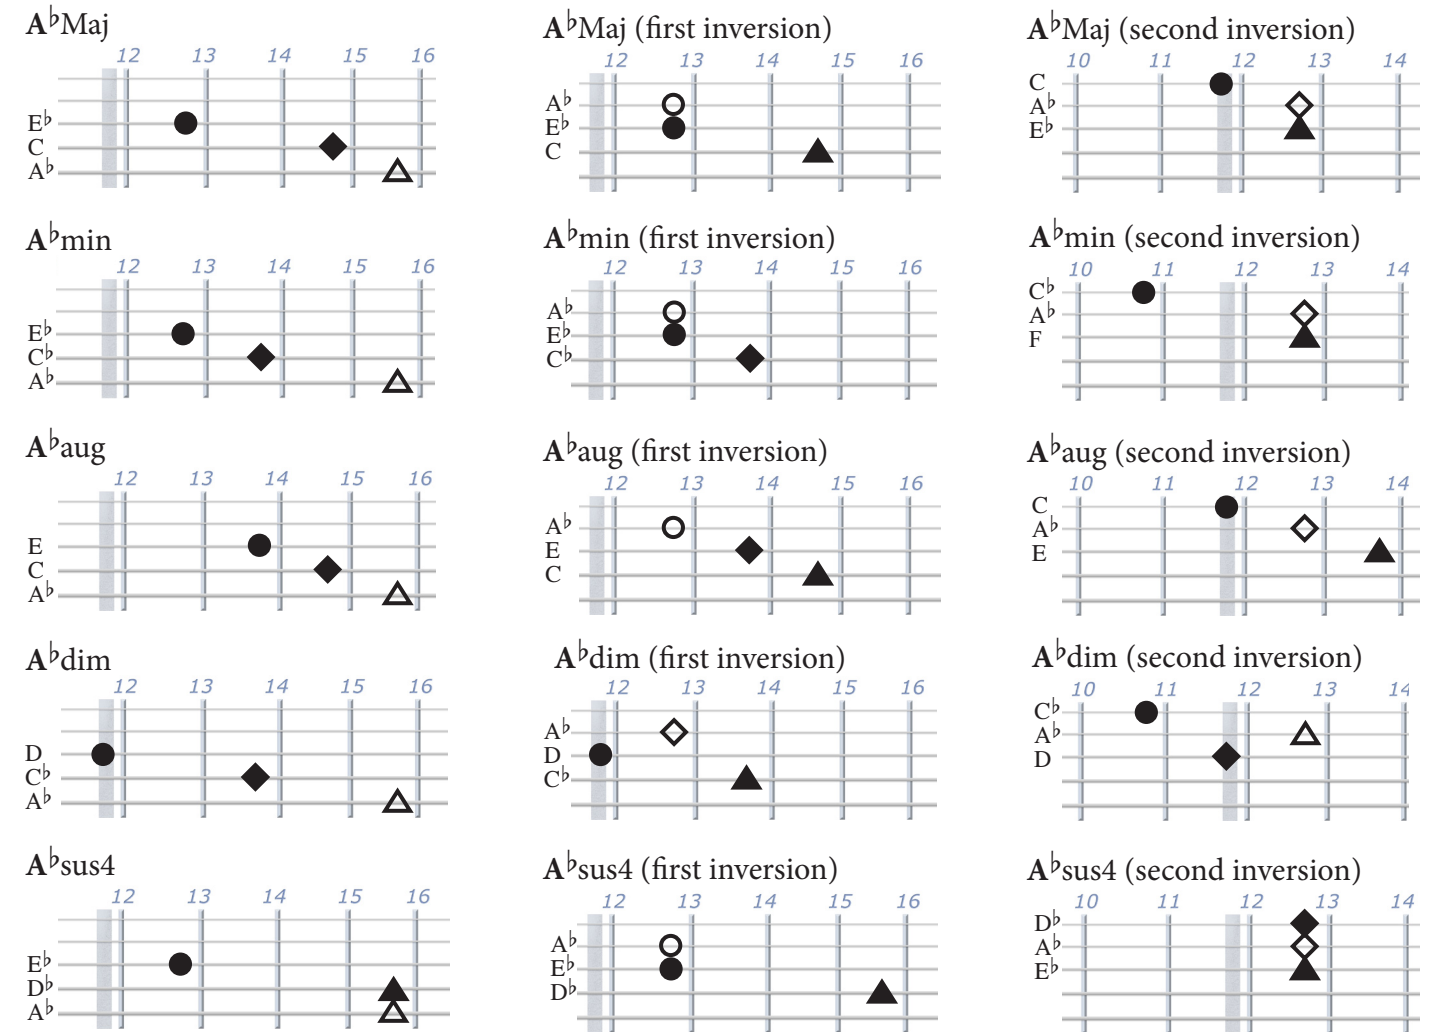 A♭Maj
12 13 14 15 16
E♭
C
A♭
A♭Maj (first inversion)
12 13 14 15 16
A♭
E♭
C
A♭Maj (second inversion)
10 11 12 13 14
C
A♭
E♭
A♭min
12 13 14 15 16
E♭
C♭
A♭
A♭min (first inversion)
12 13 14 15 16
A♭
E♭
C♭
A♭min (second inversion)
10 11 12 13 14
C♭
A♭
F
A♭aug
12 13 14 15 16
E
C
A♭
A♭aug (first inversion)
12 13 14 15 16
A♭
E
C
A♭aug (second inversion)
10 11 12 13 14
C
A♭
E
A♭dim
12 13 14 15 16
D
C♭
A♭
A♭dim (first inversion)
12 13 14 15 16
A♭
D
C♭
A♭dim (second inversion)
10 11 12 13 14
C♭
A♭
D
A♭sus4
12 13 14 15 16
E♭
D♭
A♭
A♭sus4 (first inversion)
12 13 14 15 16
A♭
E♭
D♭
A♭sus4 (second inversion)
10 11 12 13 14
D♭
A♭
E♭